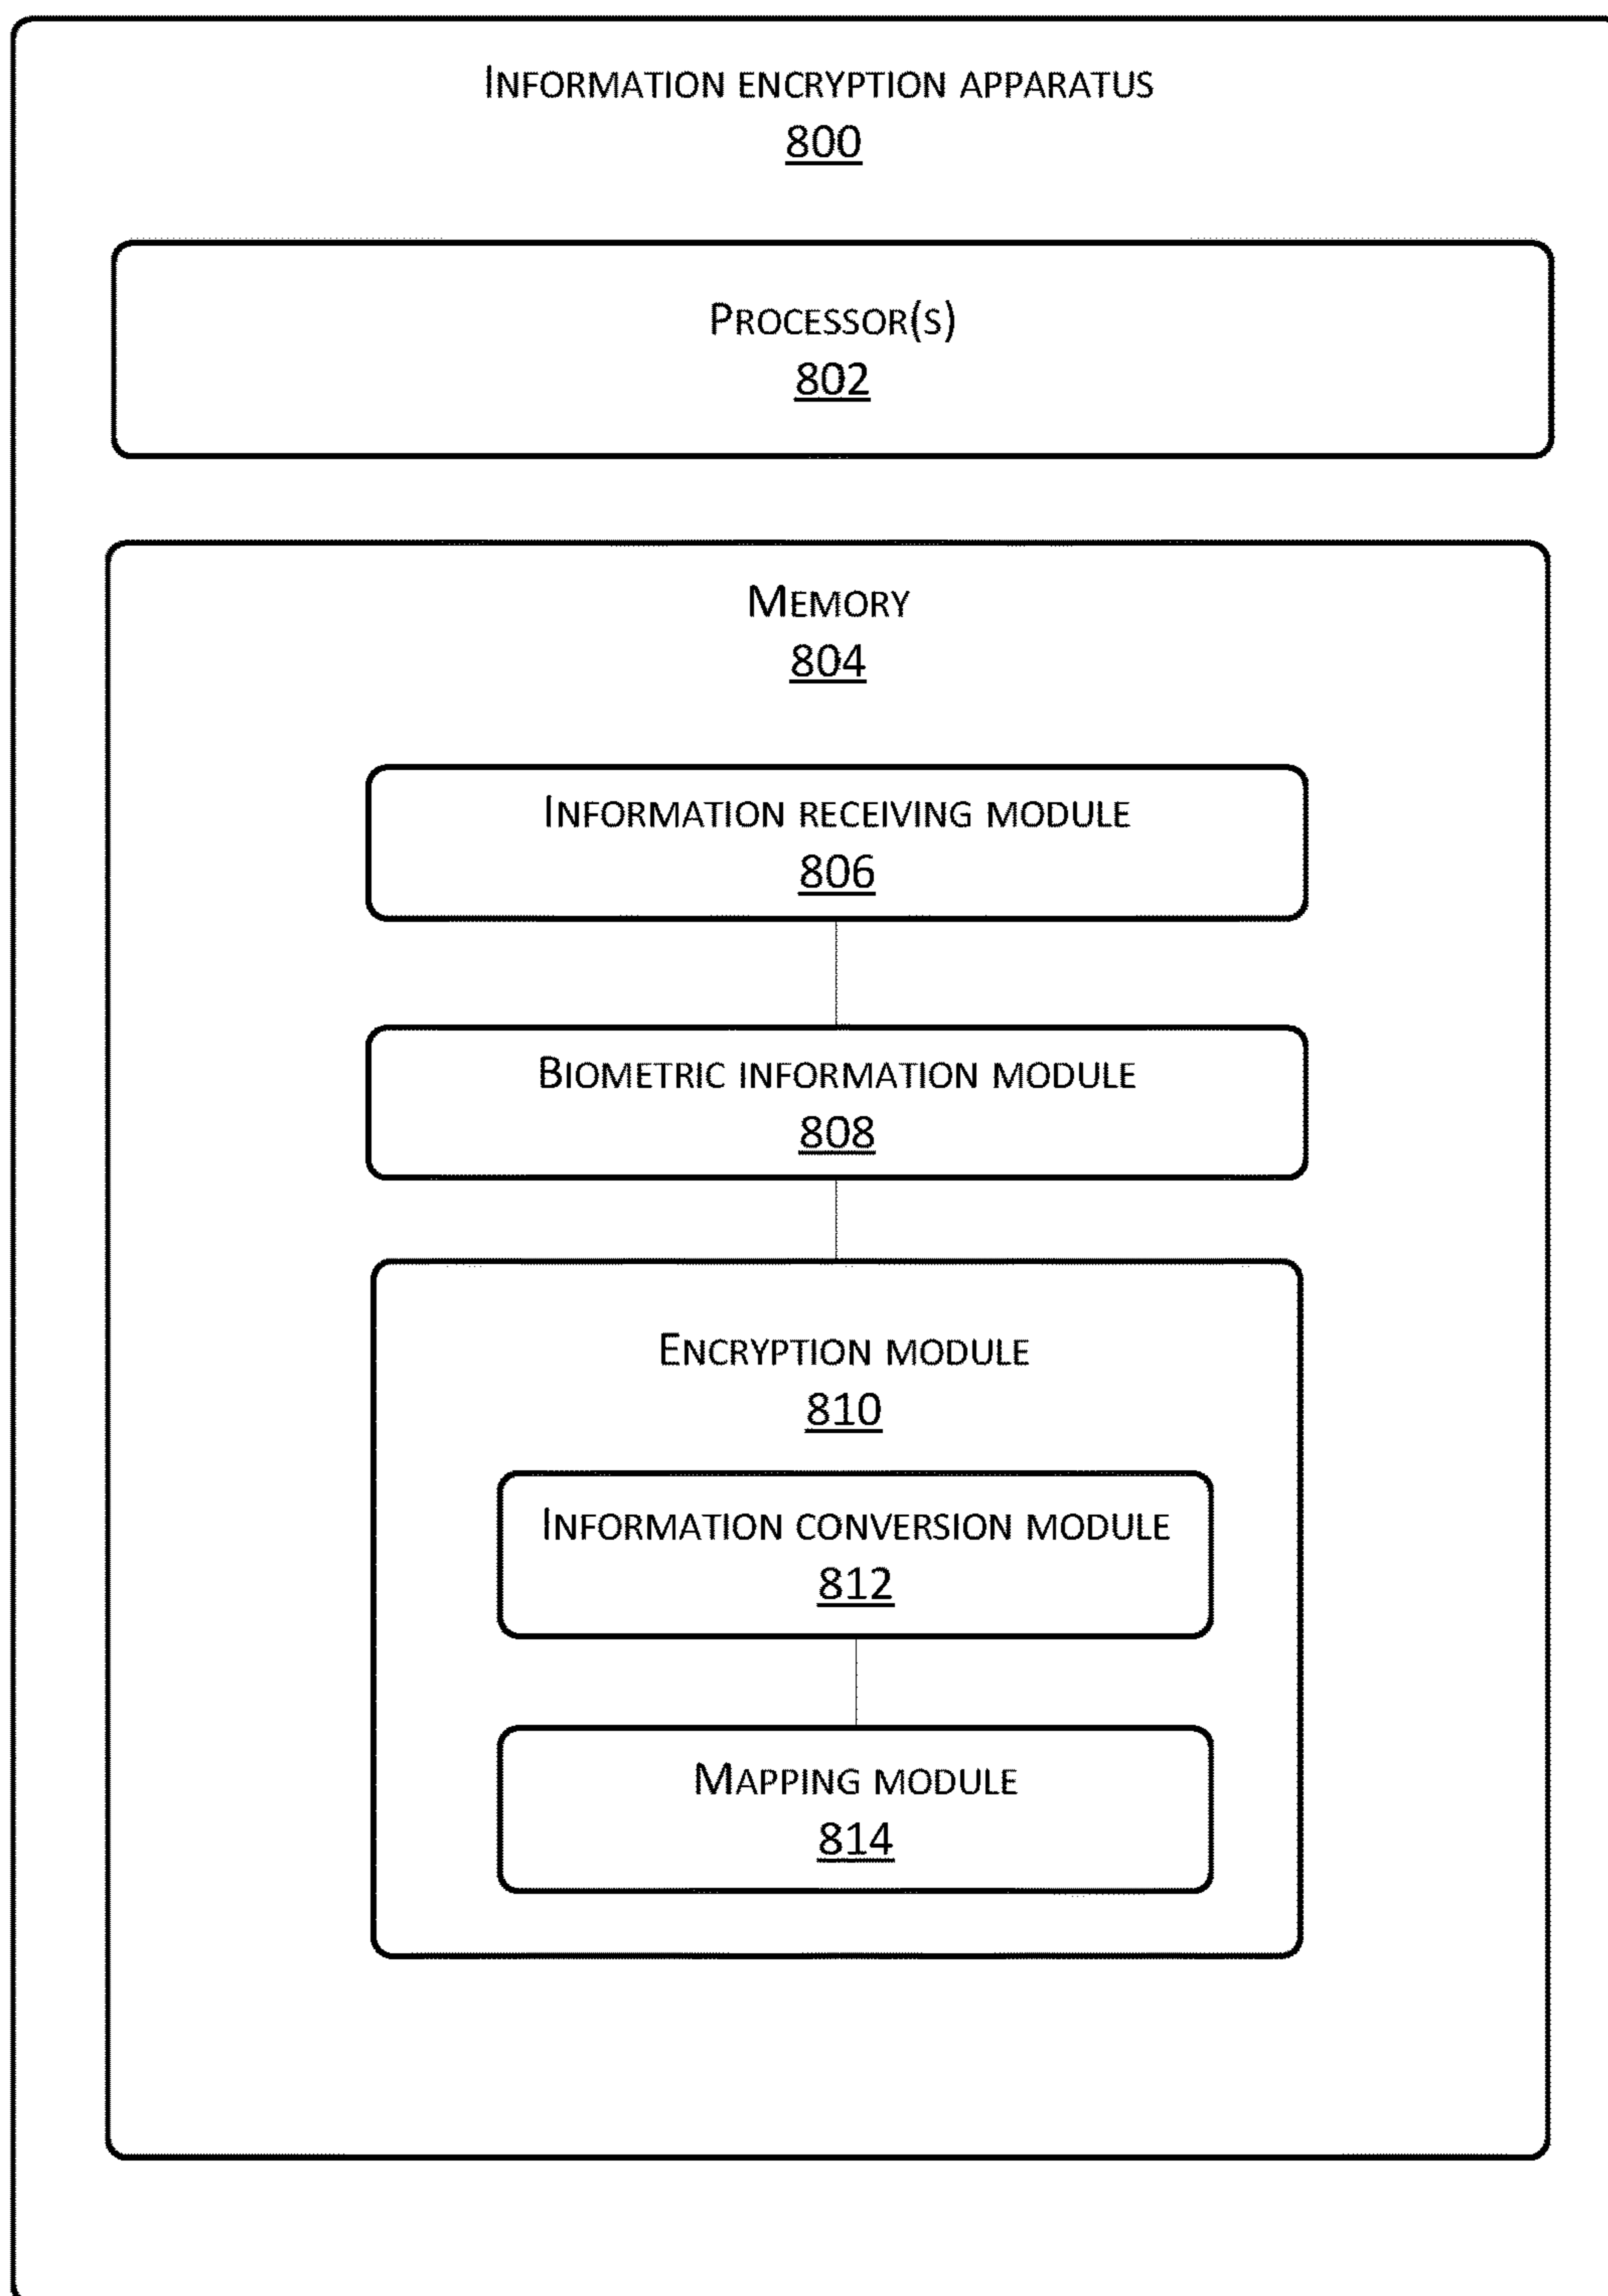 INFORMATION ENCRYPTION APPARATUS
800
PROCESSOR(S)
802
MEMORY
804
INFORMATION RECEIVING MODULE
806
BIOMETRIC INFORMATION MODULE
808
ENCRYPTION MODULE
810
INFORMATION CONVERSION MODULE
812
MAPPING MODULE
814